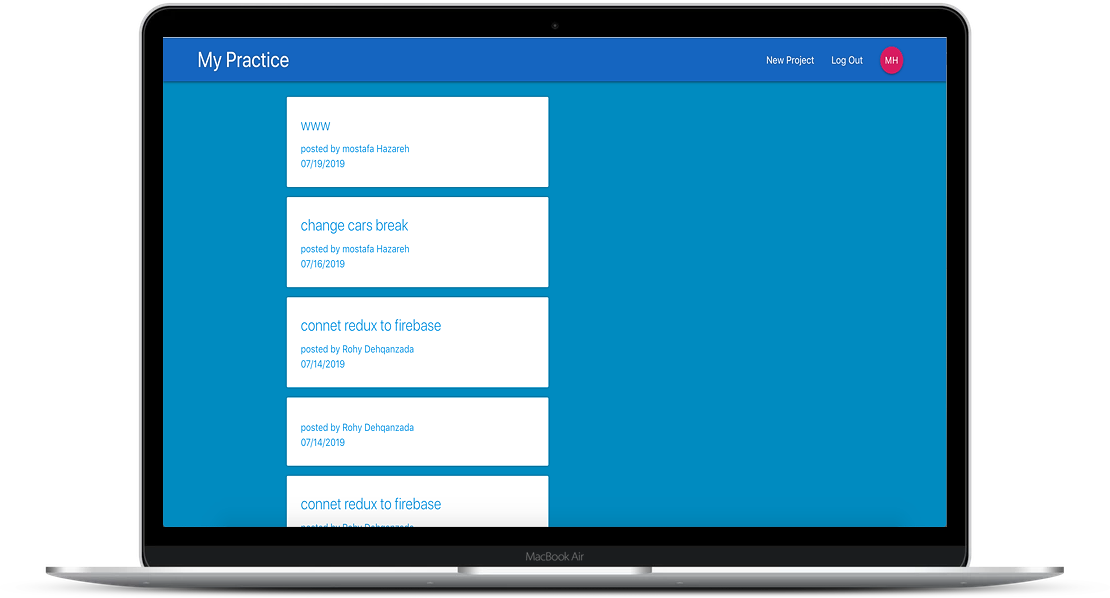 My Practice
New Project
Log Out
MH
www
posted by mostafa Hazareh
07/19/2019
change cars break
posted by mostafa Hazareh
07/16/2019
connet redux to firebase
posted by Rohy Dehqanzada
07/14/2019
posted by Rohy Dehqanzada
07/14/2019
connet redux to firebase
posted by Rohy Dehqanzada
MacBook Air